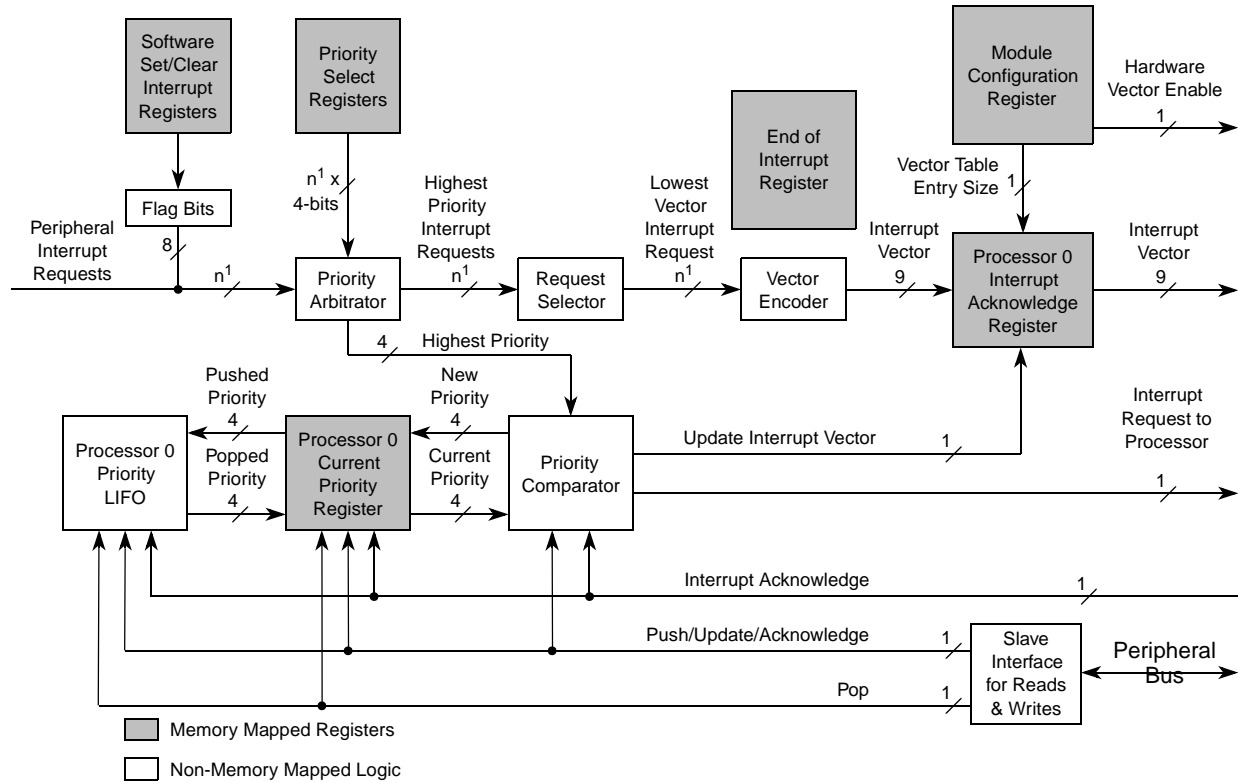 Software
Set/Clear
Interrupt
Registers
Priority
Select
Registers
Module
Configuration
Register
Hardware
Vector Enable
1
End of
Interrupt
Register
Vector Table
Entry Size
1
n¹ x
4-bits
Highest
Priority
Interrupt
Requests
n¹
Lowest
Vector
Interrupt
Request
n¹
Flag Bits
8
Peripheral
Interrupt
Requests
n¹
Priority
Arbitrator
Request
Selector
Vector
Encoder
Interrupt
Vector
9
Processor 0
Interrupt
Acknowledge
Register
Interrupt
Vector
9
4
Highest Priority
Pushed
Priority
4
New
Priority
4
Processor 0
Priority
LIFO
Popped
Priority
4
Processor 0
Current
Priority
Register
Current
Priority
4
Priority
Comparator
Update Interrupt Vector
1
Interrupt
Request to
Processor
1
Interrupt Acknowledge
1
Push/Update/Acknowledge
1
Pop
1
Slave
Interface
for Reads
& Writes
Peripheral
Bus
Memory Mapped Registers
Non-Memory Mapped Logic